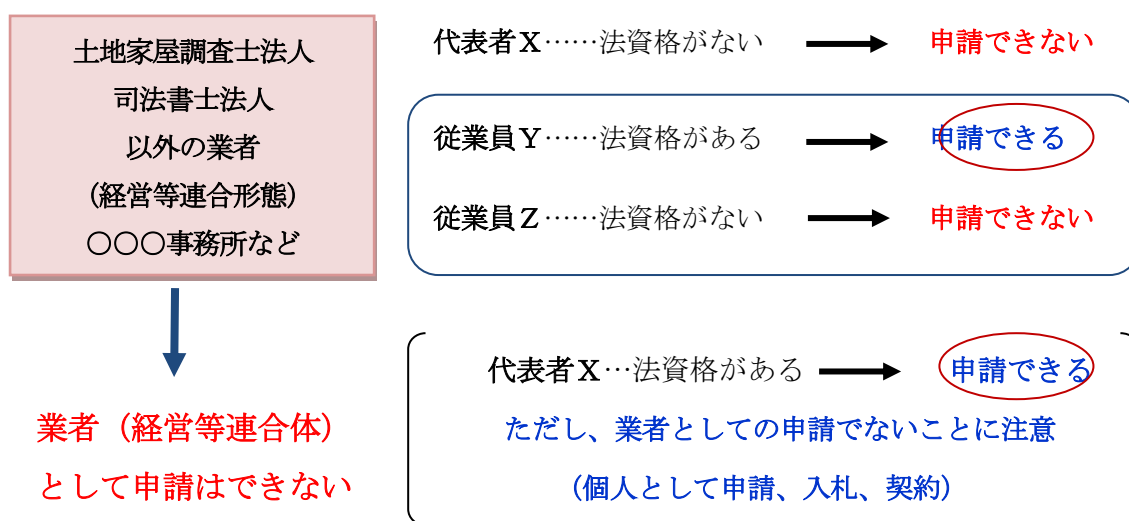 土地家屋調査士法人
司法書士法人
以外の業者
（経営等連合形態）
〇〇〇事務所など
業者（経営等連合体）
として申請はできない
代表者Ｘ……法資格がない 申請できない
従業員Ｙ……法資格がある 申請できる
従業員Ｚ……法資格がない 申請できない
代表者Ｘ…法資格がある 申請できる
ただし、業者としての申請でないことに注意
（個人として申請、入札、契約）